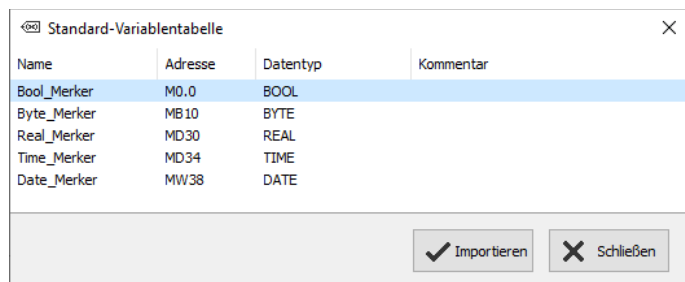 Standard-Variablentabelle
Name Adresse Datentyp Kommentar
Bool_Merker M0.0 BOOL
Byte_Merker MB10 BYTE
Real_Merker MD30 REAL
Time_Merker MD34 TIME
Date_Merker MW38 DATE
Importieren Schließen